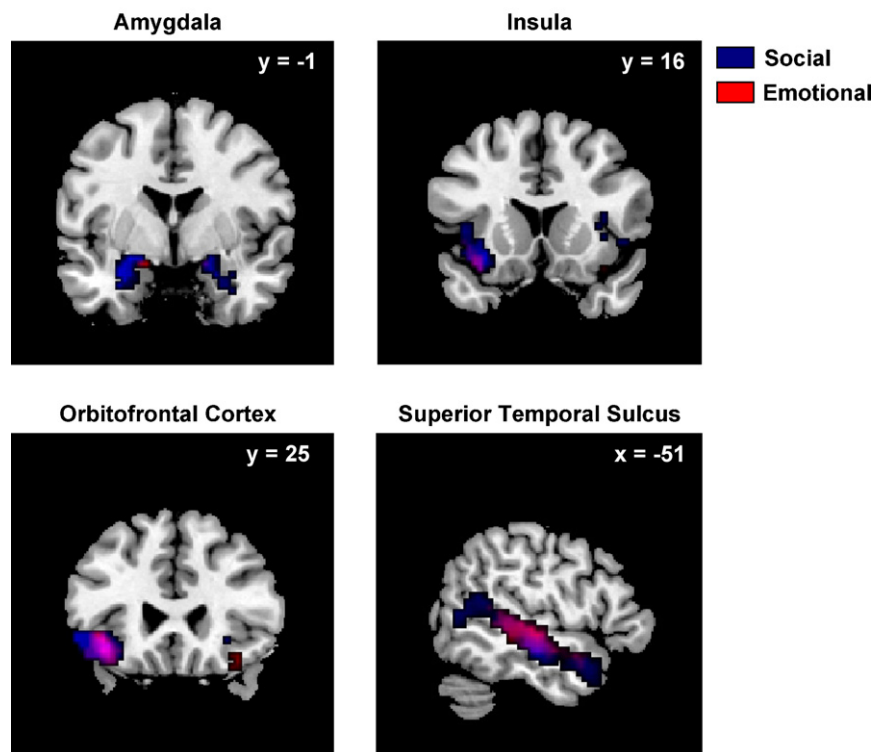 Amygdala
y = -1
Insula
y = 16
Social
Emotional
Orbitofrontal Cortex
y = 25
Superior Temporal Sulcus
x = -51